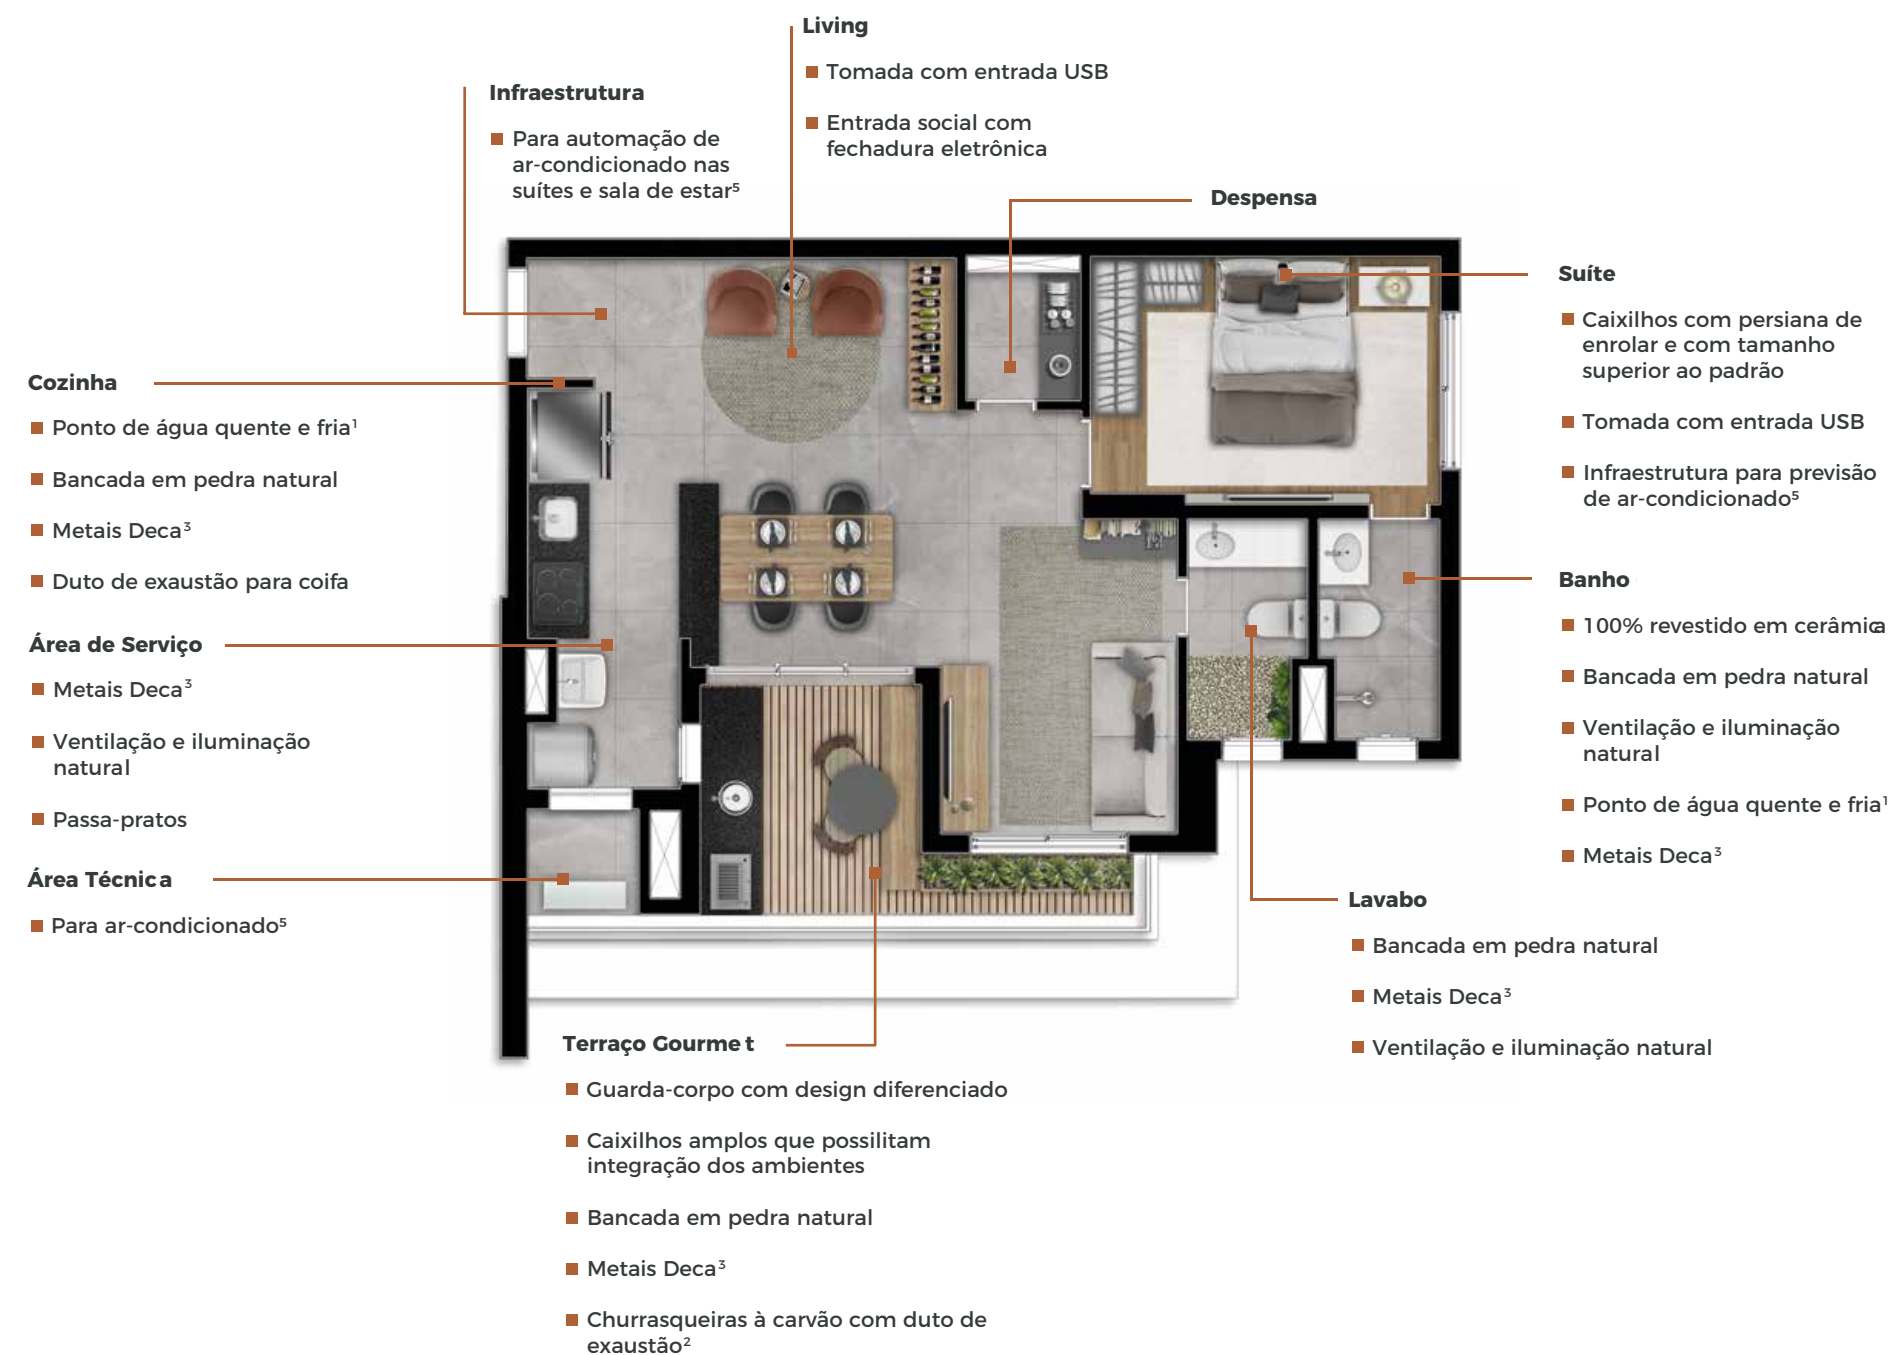 Living
Tomada com entrada USB
Entrada social com
fechadura eletrônica
Infraestrutura
Para automação de
ar-condicionado nas
suítes e sala de estar⁵
Despensa
Suíte
Caixilhos com persiana de
enrolar e com tamanho
superior ao padrão
Tomada com entrada USB
Infraestrutura para previsão
de ar-condicionado⁵
Cozinha
Ponto de água quente e fria¹
Bancada em pedra natural
Metais Deca³
Duto de exaustão para coifa
Banho
100% revestido em cerâmica
Bancada em pedra natural
Ventilação e iluminação
natural
Ponto de água quente e fria¹
Metais Deca³
Área de Serviço
Metais Deca³
Ventilação e iluminação
natural
Passa-pratos
Área Técnica
Para ar-condicionado⁵
Lavabo
Bancada em pedra natural
Metais Deca³
Ventilação e iluminação natural
Terraço Gourmet
Guarda-corpo com design diferenciado
Caixilhos amplos que possilitam
integração dos ambientes
Bancada em pedra natural
Metais Deca³
Churrasqueiras à carvão com duto de
exaustão²